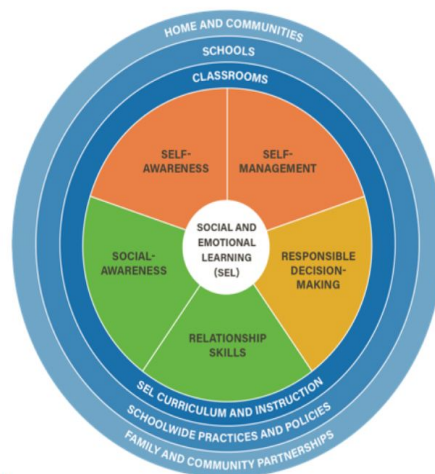 HOME AND COMMUNITIES
SCHOOLS
CLASSROOMS
SELF-
AWARENESS
SELF-
MANAGEMENT
SOCIAL AND
EMOTIONAL
LEARNING
(SEL)
SOCIAL-
AWARENESS
RESPONSIBLE
DECISION-
MAKING
RELATIONSHIP
SKILLS
SEL CURRICULUM AND INSTRUCTION
SCHOOLWIDE PRACTICES AND POLICIES
FAMILY AND COMMUNITY PARTNERSHIPS